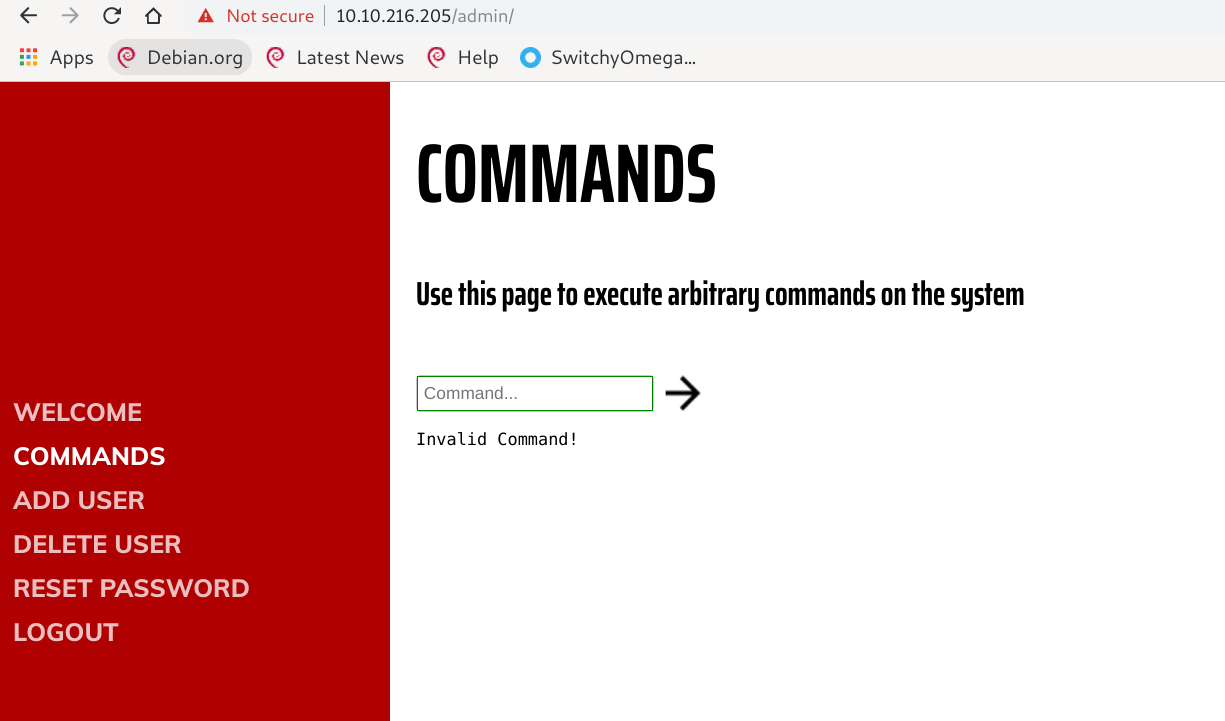 Not secure 10.10.216.205/admin/
Apps Debian.org Latest News Help SwitchyOmega...
COMMANDS
Use this page to execute arbitrary commands on the system
Command...
Invalid Command!
WELCOME
COMMANDS
ADD USER
DELETE USER
RESET PASSWORD
LOGOUT